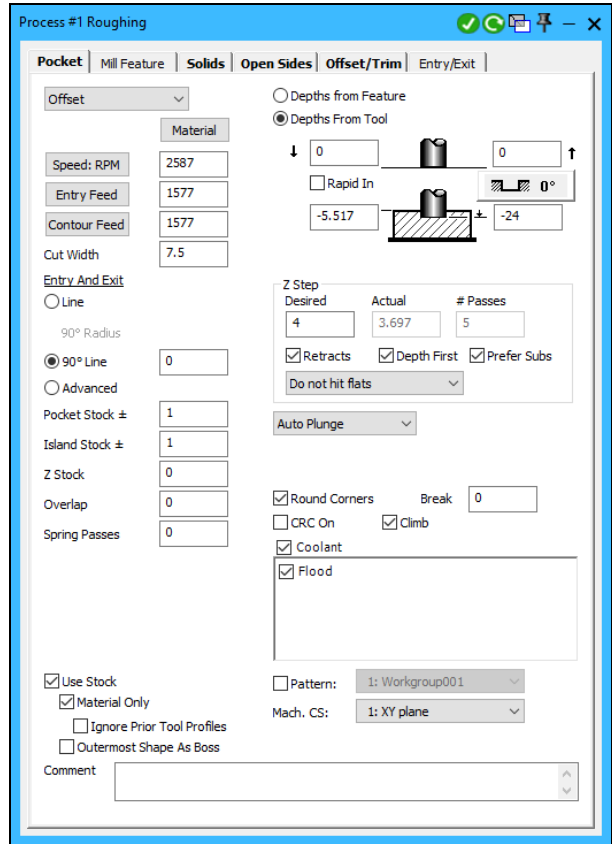 Process #1 Roughing
Pocket Mill Feature Solids Open Sides Offset/Trim Entry/Exit
Offset
Material
Speed: RPM 2587
Entry Feed 1577
Contour Feed 1577
Cut Width 7.5
Entry And Exit
Line
90° Radius
90° Line 0
Advanced
Pocket Stock ± 1
Island Stock ± 1
Z Stock 0
Overlap 0
Spring Passes 0
Depths from Feature
Depths From Tool
0 0
Rapid In
0°
-5.517 -24
Z Step
Desired Actual # Passes
4 3.697 5
Retracts Depth First Prefer Subs
Do not hit flats
Auto Plunge
Round Corners Break 0
CRC On Climb
Coolant
Flood
Use Stock
Material Only
Ignore Prior Tool Profiles
Outermost Shape As Boss
Pattern: 1: Workgroup001
Mach. CS: 1: XY plane
Comment